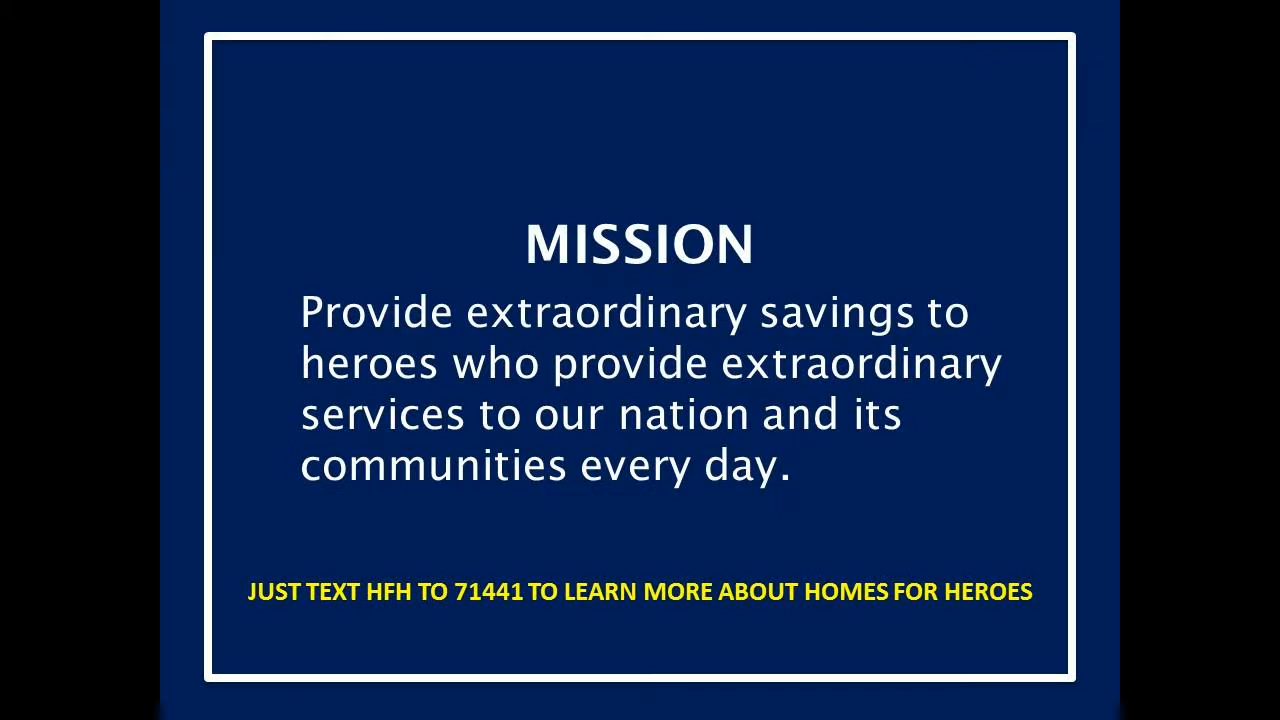 MISSION
Provide extraordinary savings to
heroes who provide extraordinary
services to our nation and its
communities every day.
JUST TEXT HFH TO 71441 TO LEARN MORE ABOUT HOMES FOR HEROES